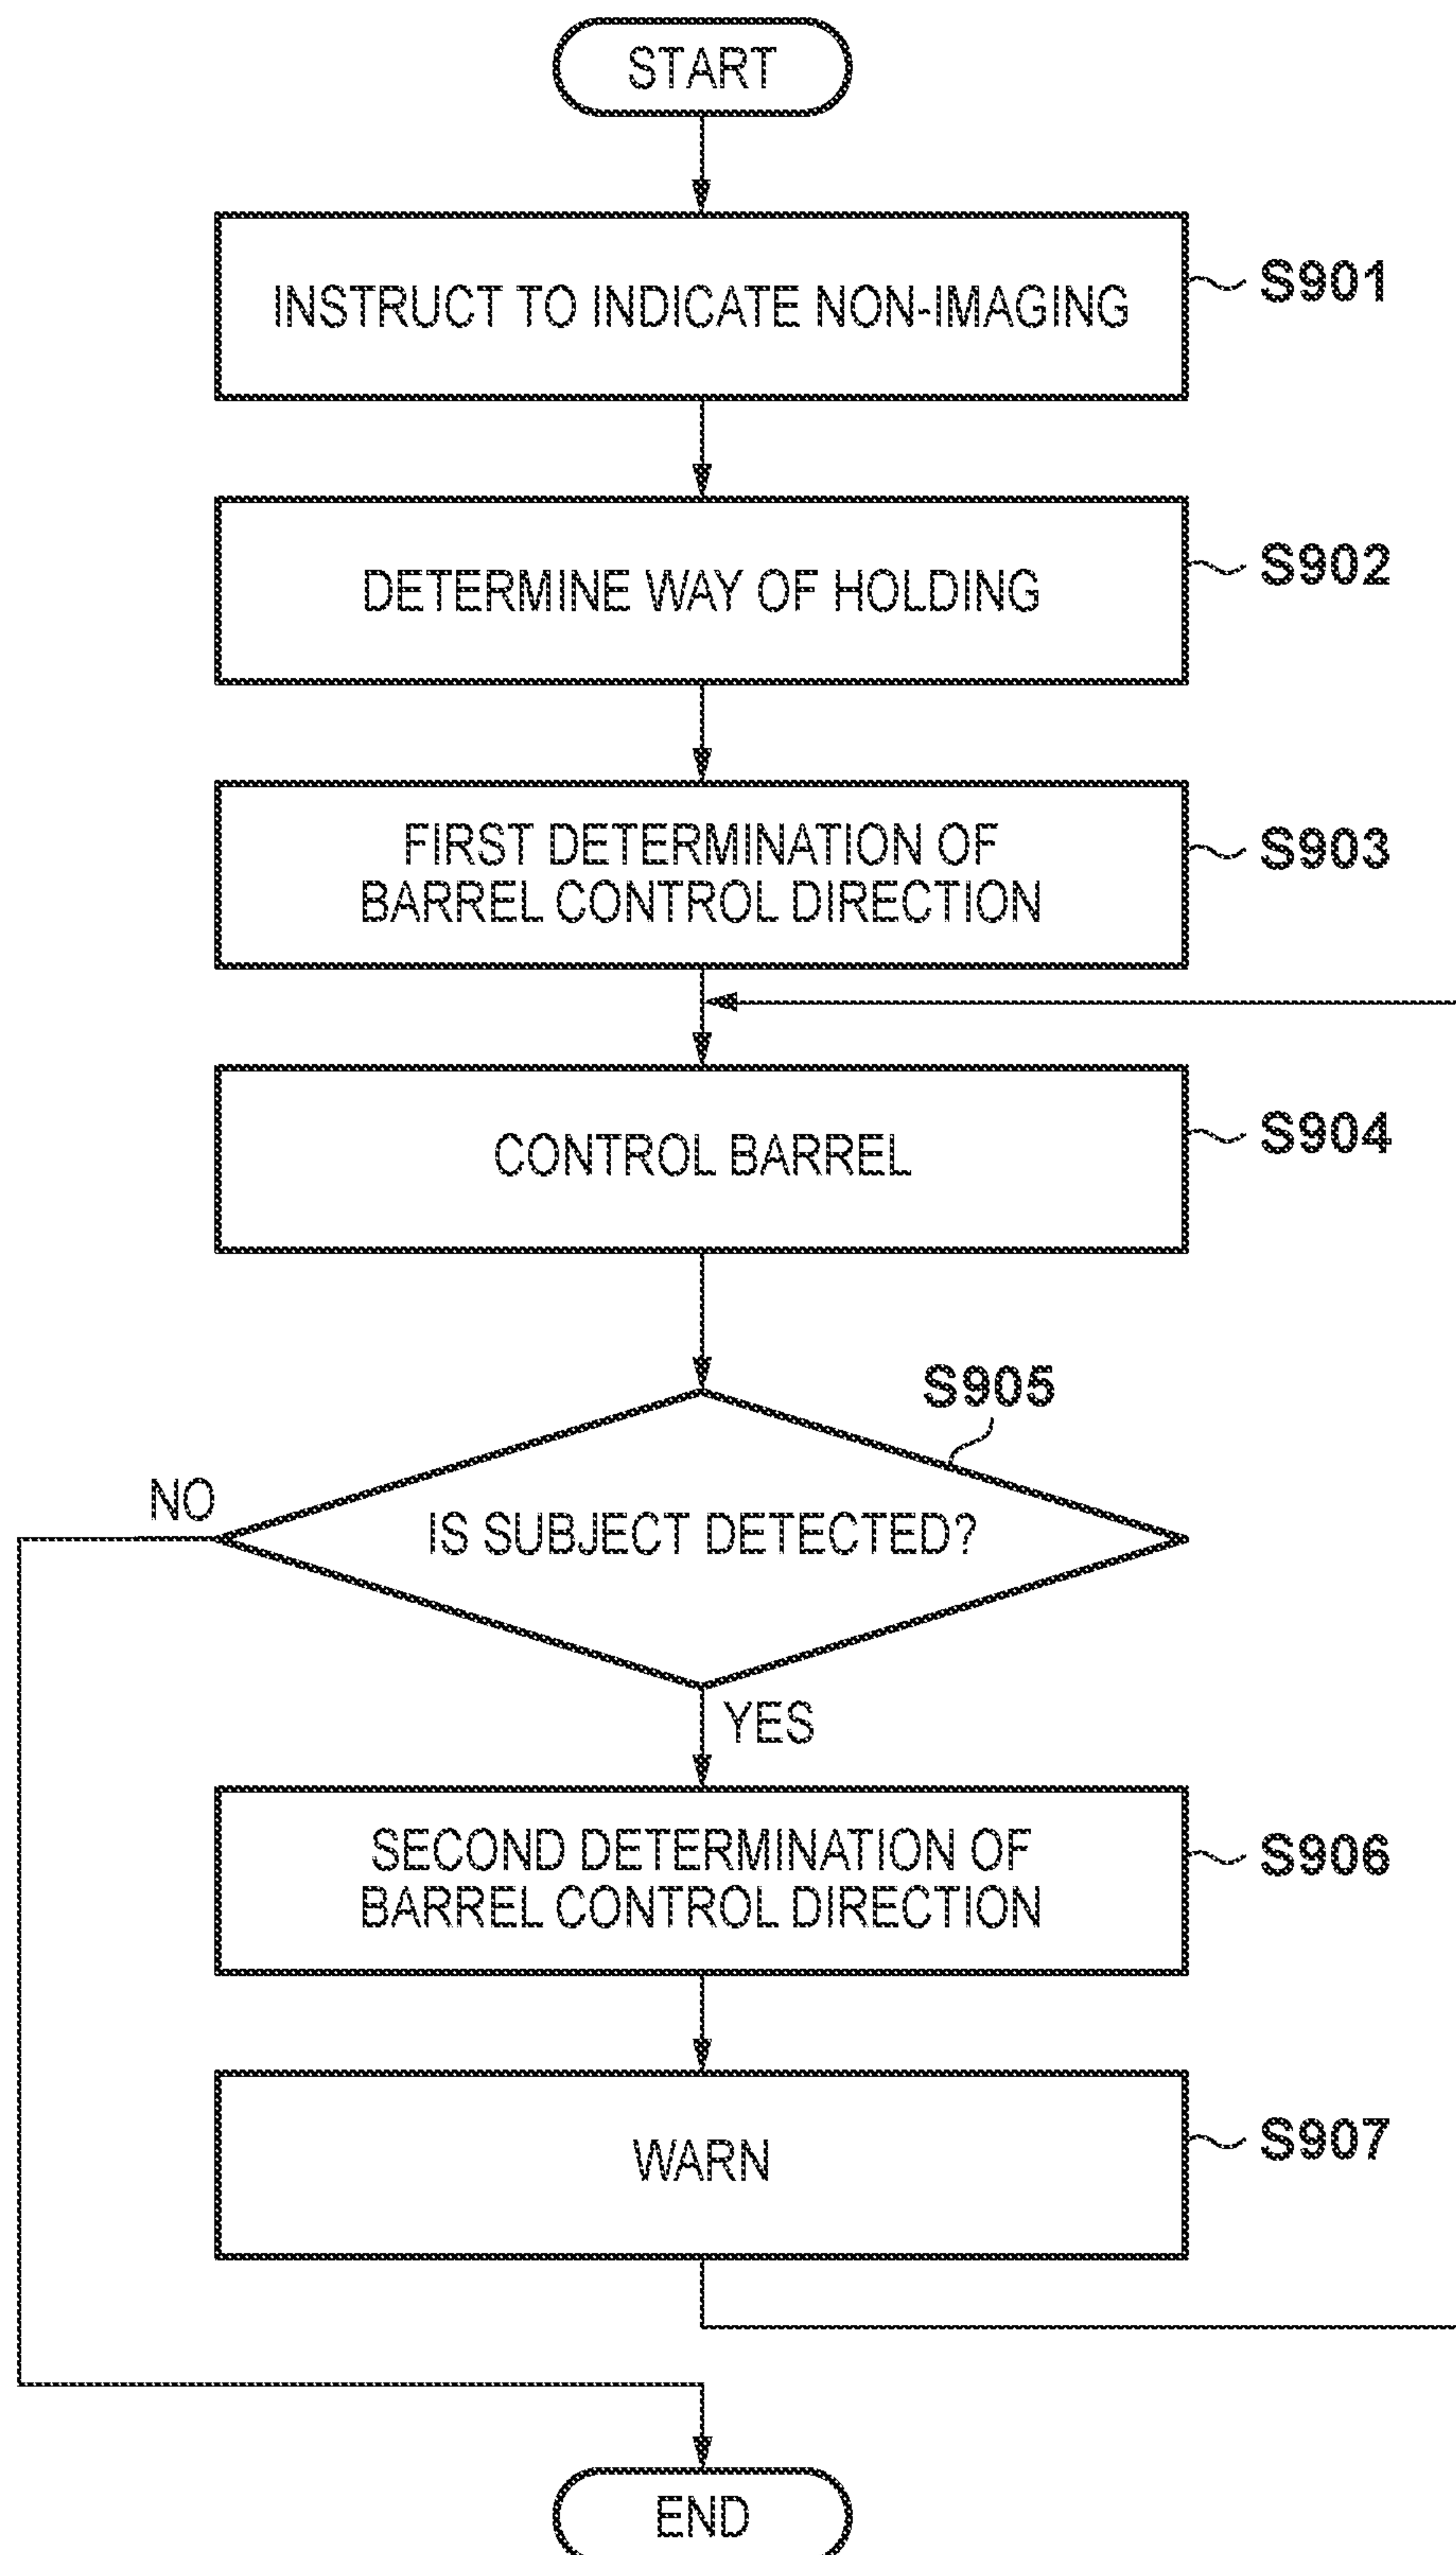 START
INSTRUCT TO INDICATE NON-IMAGING
S901
DETERMINE WAY OF HOLDING
S902
FIRST DETERMINATION OF
BARREL CONTROL DIRECTION
S903
CONTROL BARREL
S904
S905
NO
IS SUBJECT DETECTED?
YES
SECOND DETERMINATION OF
BARREL CONTROL DIRECTION
S906
WARN
S907
END